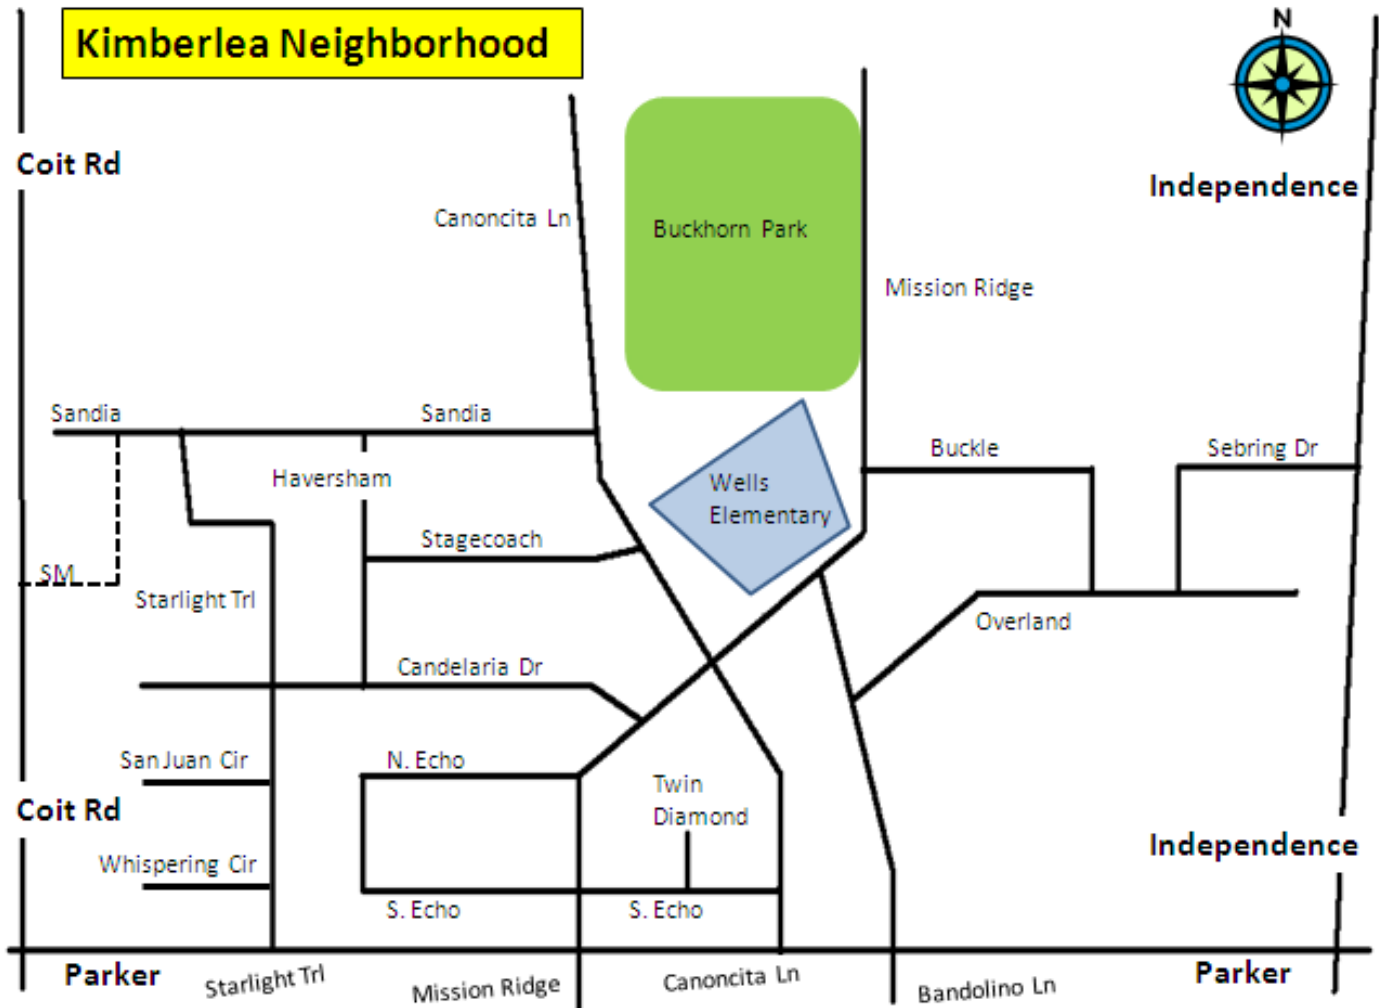 Kimberlea Neighborhood
N
Coit Rd
Independence
Canoncita Ln
Buckhorn Park
Mission Ridge
Sandia
Sandia
Buckle
Sebring Dr
Haversham
Wells
Elementary
Stagecoach
SM
Starlight Trl
Overland
Candelaria Dr
San Juan Cir
N. Echo
Twin
Diamond
Coit Rd
Independence
Whispering Cir
S. Echo
S. Echo
Parker
Starlight Trl
Mission Ridge
Canoncita Ln
Bandolino Ln
Parker